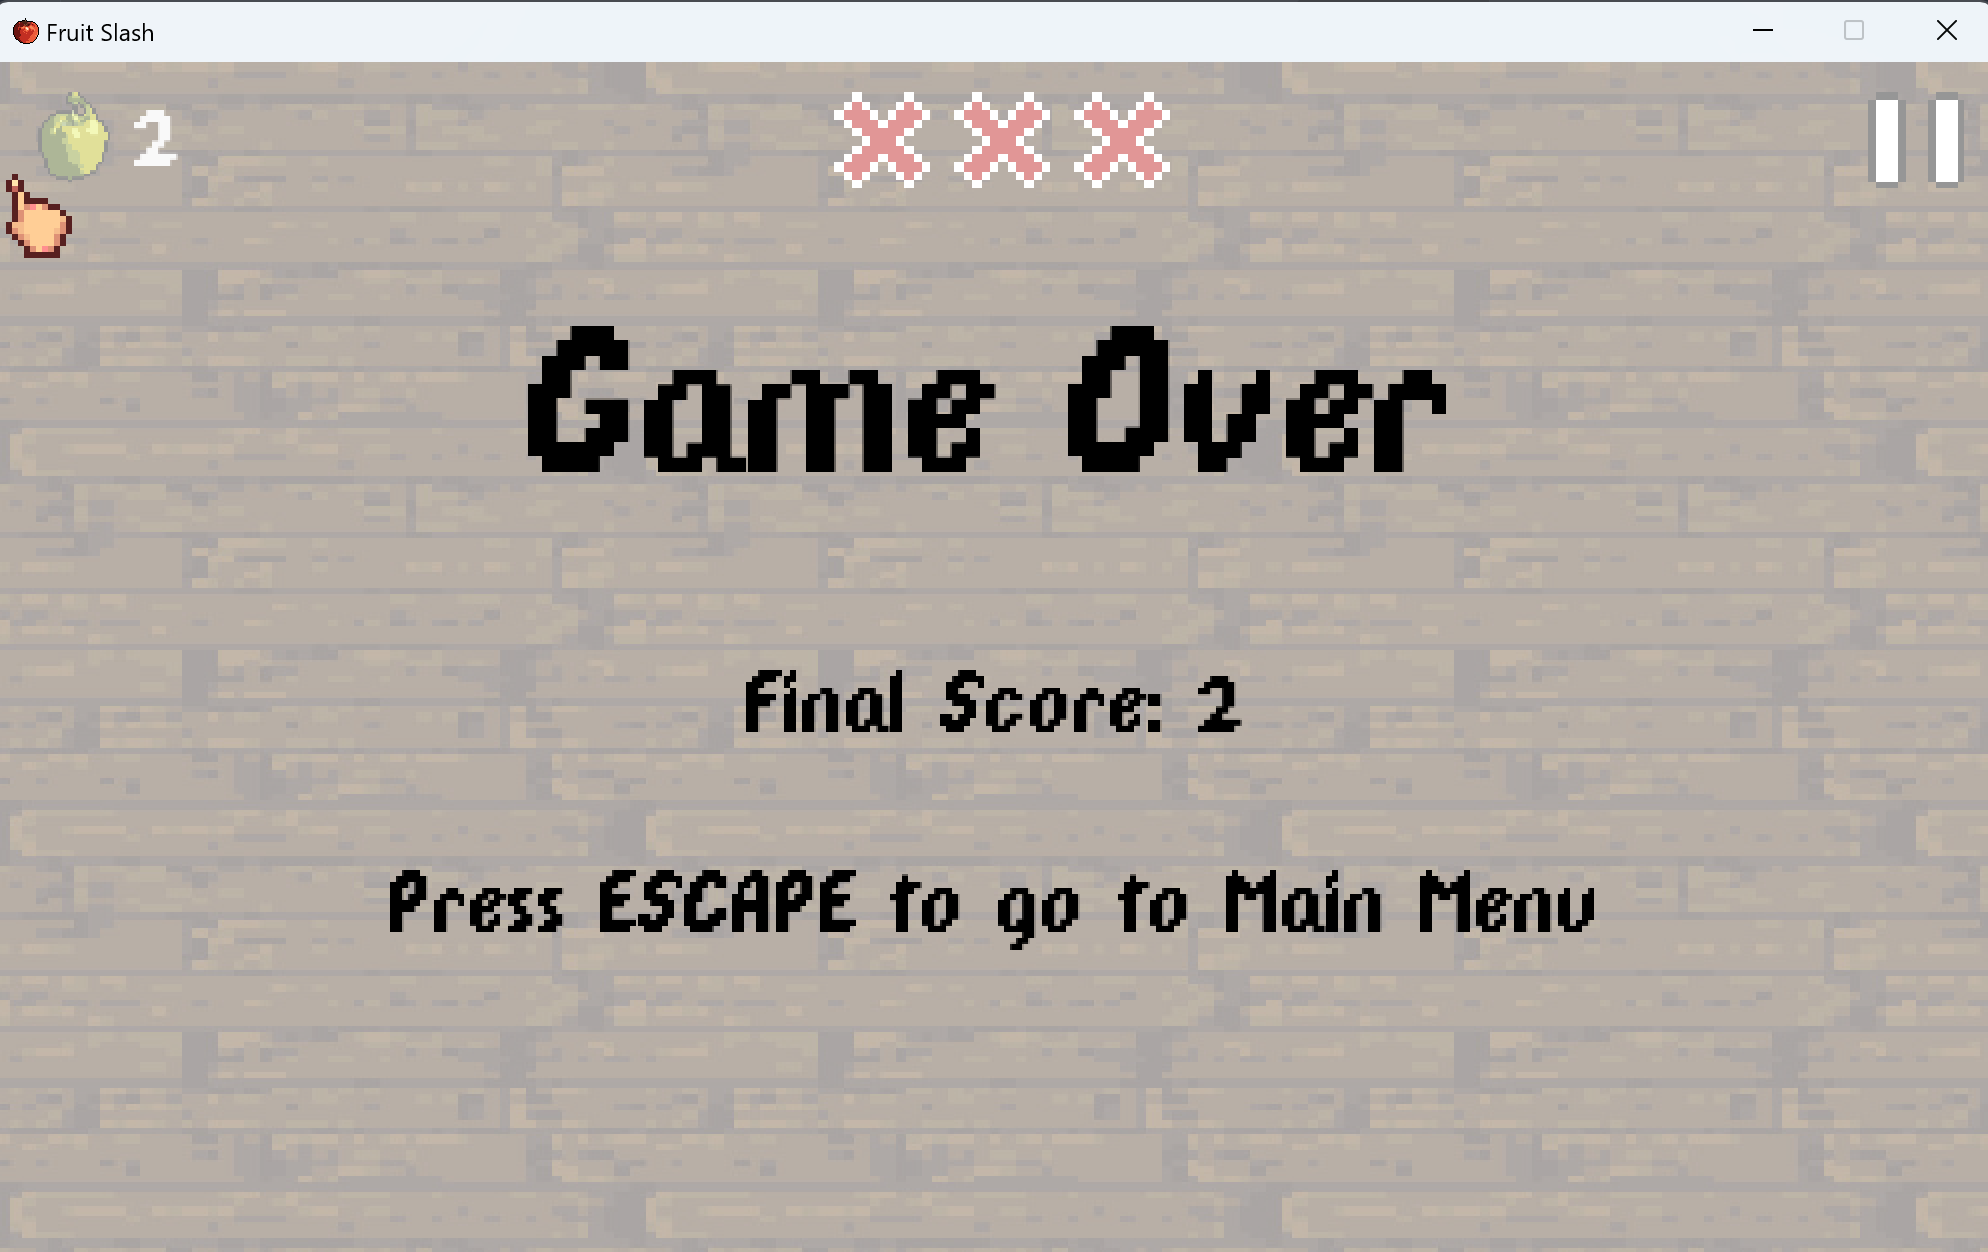 Fruit Slash
2
Game Over
Final Score: 2
Press ESCAPE to go to Main Menu